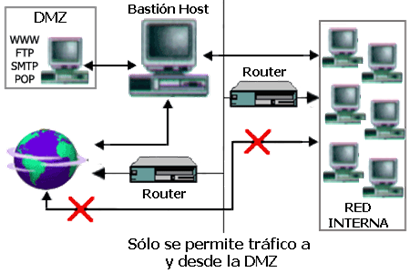 DMZ
WWW
FTP
SMTP
POP
Bastión Host
Router
Router
RED
INTERNA
Sólo se permite tráfico a
y desde la DMZ